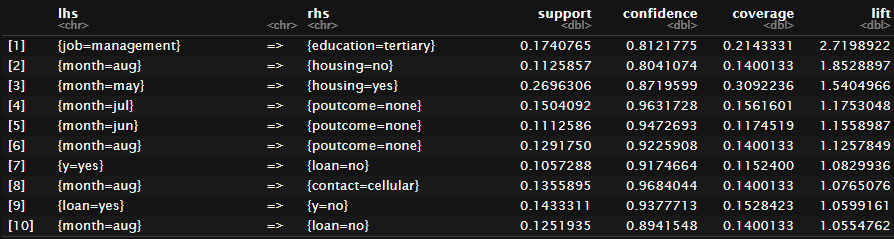 lhs rhs support confidence coverage lift
<chr> <chr> <chr> <dbl> <dbl> <dbl> <dbl>
[1] {job=management} => {education=tertiary} 0.1740765 0.8121775 0.2143331 2.7198922
[2] {month=aug} => {housing=no} 0.1125857 0.8041074 0.1400133 1.8528897
[3] {month=may} => {housing=yes} 0.2696306 0.8719599 0.3092236 1.5404966
[4] {month=jul} => {poutcome=none} 0.1504092 0.9631728 0.1561601 1.1753048
[5] {month=jun} => {poutcome=none} 0.1112586 0.9472693 0.1174519 1.1558987
[6] {month=aug} => {poutcome=none} 0.1291750 0.9225908 0.1400133 1.1257849
[7] {y=yes} => {loan=no} 0.1057288 0.9174664 0.1152400 1.0829936
[8] {month=aug} => {contact=cellular} 0.1355895 0.9684044 0.1400133 1.0765076
[9] {loan=yes} => {y=no} 0.1433311 0.9377713 0.1528423 1.0599161
[10] {month=aug} => {loan=no} 0.1251935 0.8941548 0.1400133 1.0554762